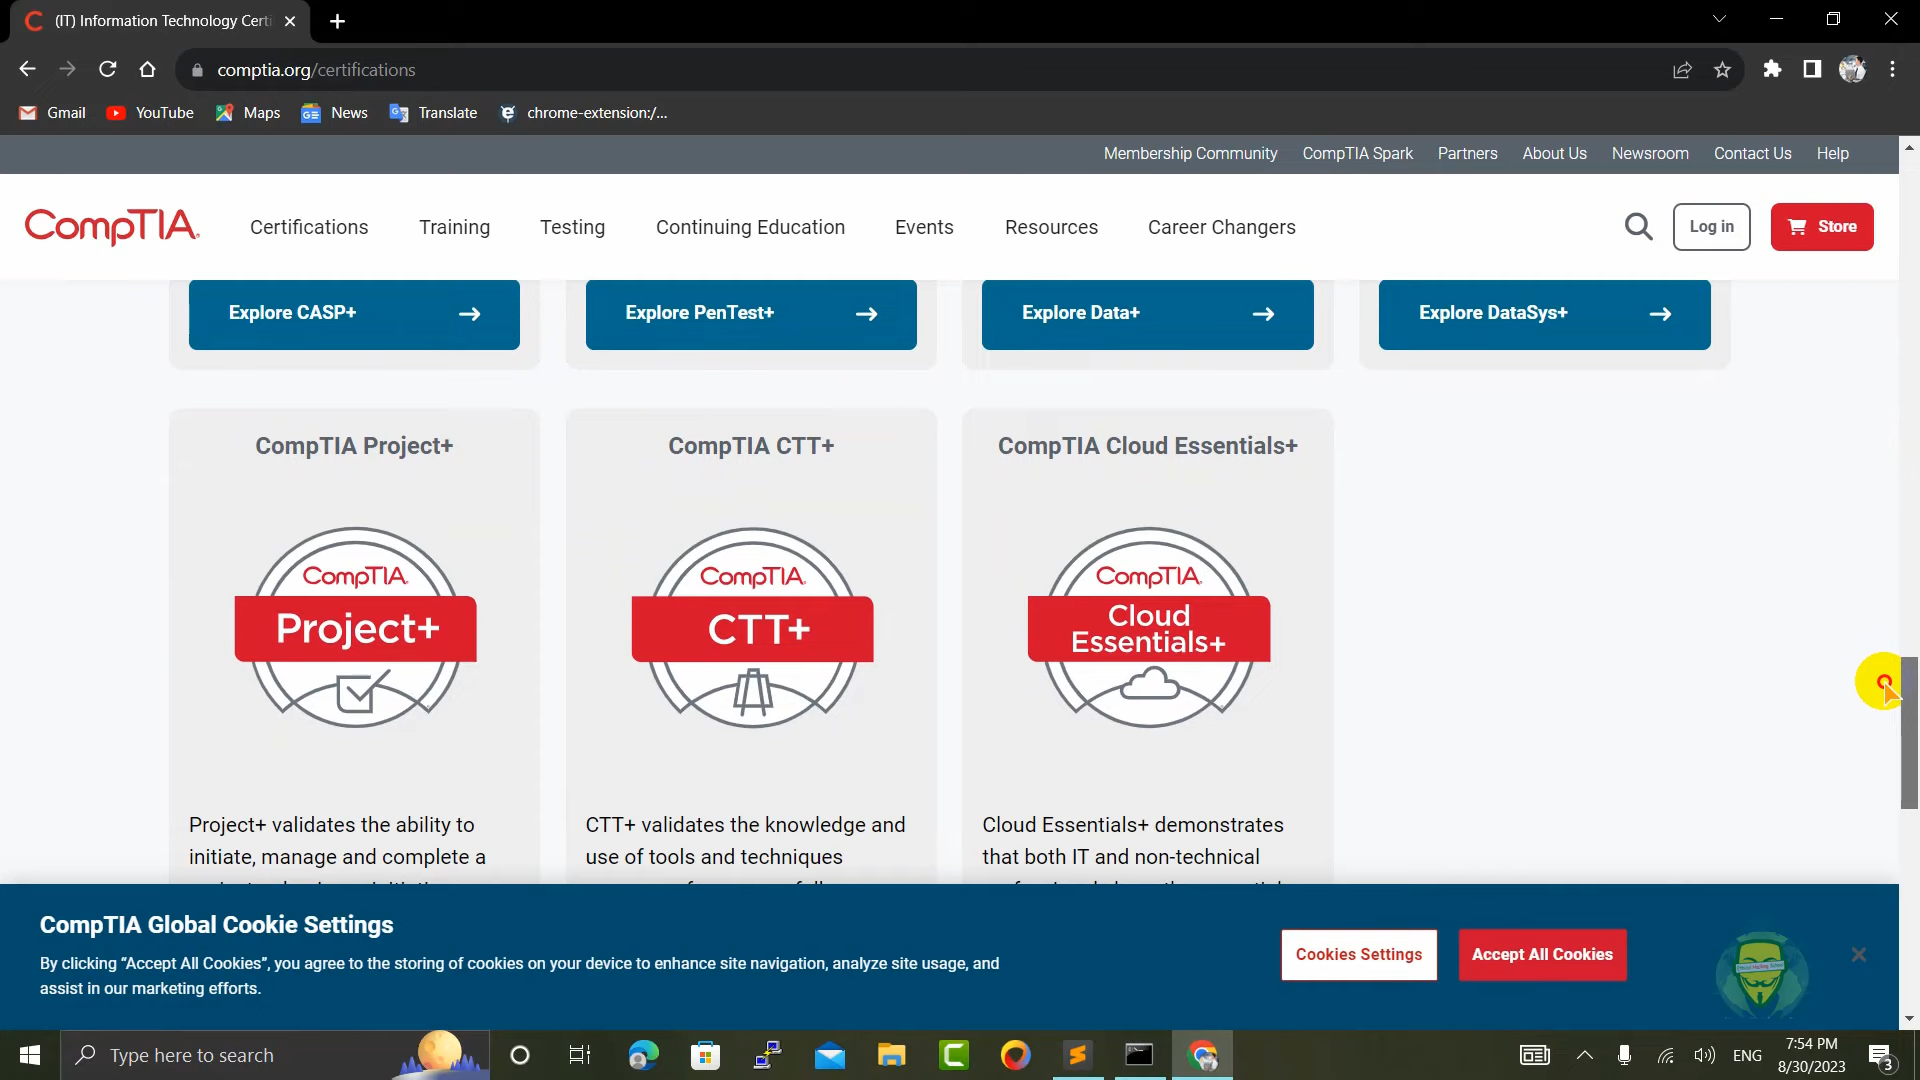 (IT) Information Technology Certi
comptia.org/certifications
Gmail
YouTube
Maps
News
Translate
chrome-extension:/...
Membership Community
CompTIA Spark
Partners
About Us
Newsroom
Contact Us
Help
CompTIA.
Certifications
Training
Testing
Continuing Education
Events
Resources
Career Changers
Log in
Store
Explore CASP+
Explore PenTest+
Explore Data+
Explore DataSys+
CompTIA Project+
CompTIA CTT+
CompTIA Cloud Essentials+
CompTIA.
Project+
CompTIA.
CTT+
CompTIA.
Cloud
Essentials+
Project+ validates the ability to
initiate, manage and complete a
CTT+ validates the knowledge and
use of tools and techniques
Cloud Essentials+ demonstrates
that both IT and non-technical
CompTIA Global Cookie Settings
By clicking “Accept All Cookies”, you agree to the storing of cookies on your device to enhance site navigation, analyze site usage, and
assist in our marketing efforts.
Cookies Settings
Accept All Cookies
Type here to search
ENG
7:54 PM
8/30/2023
3